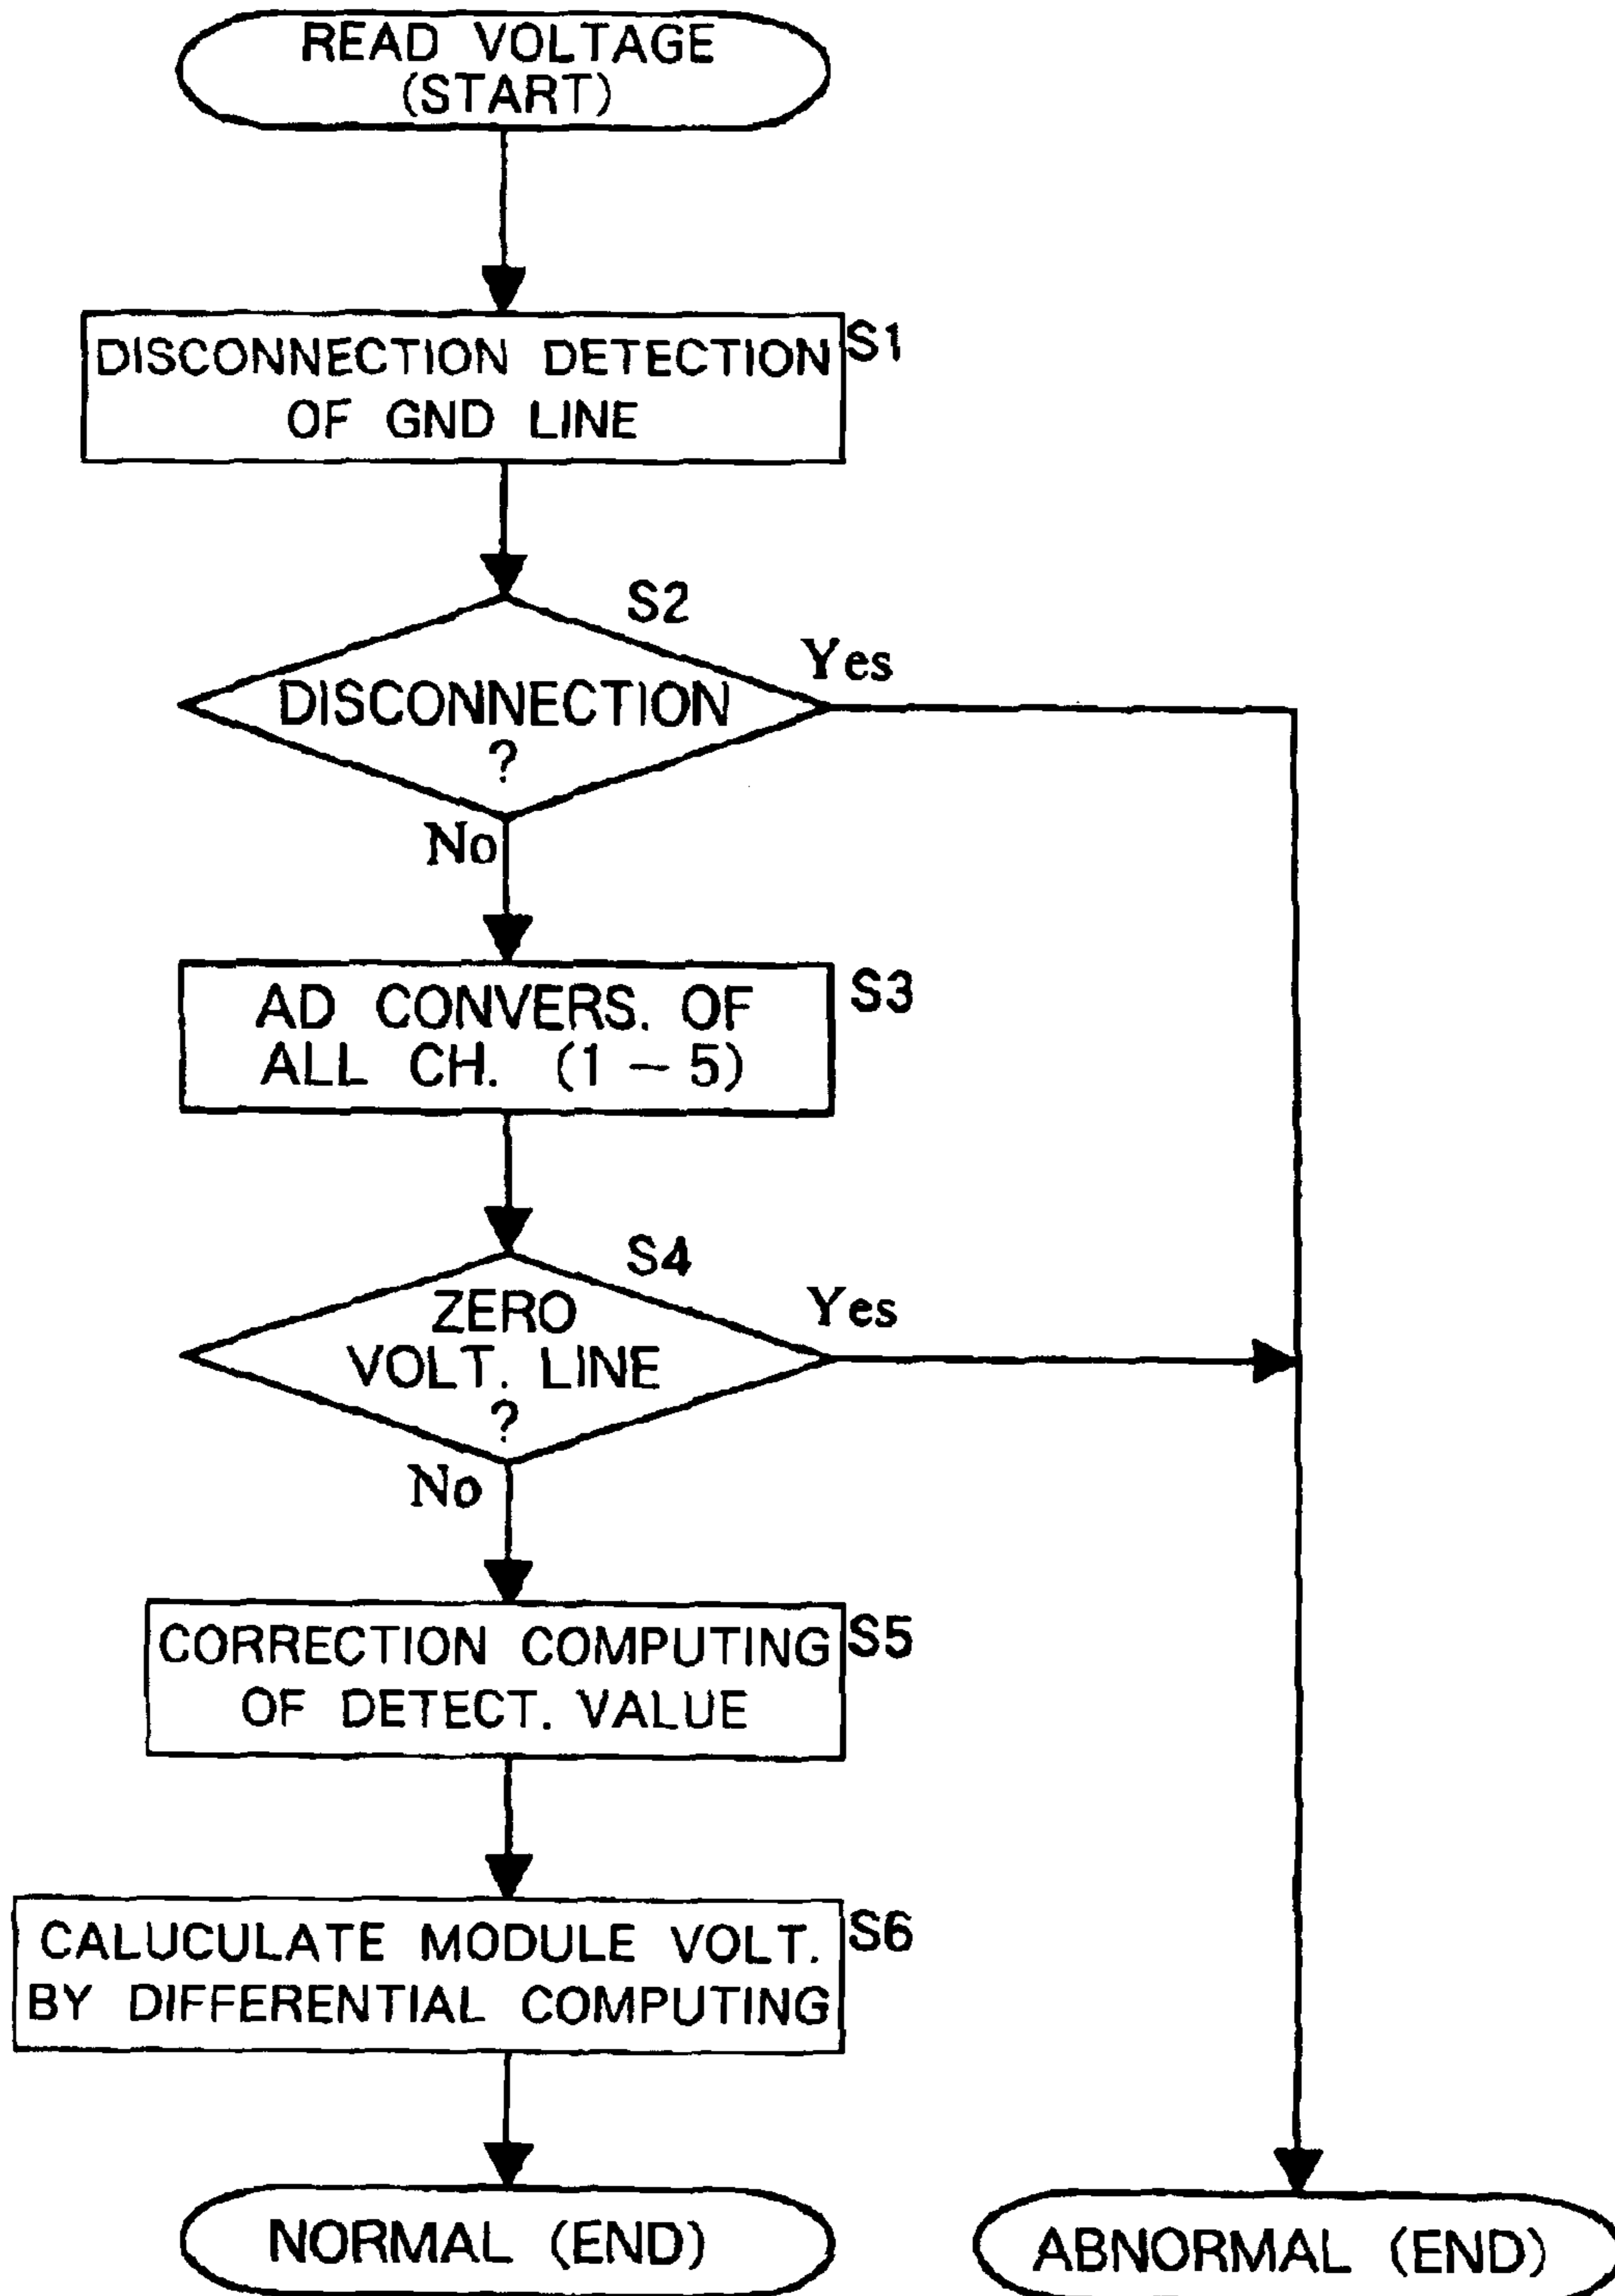 READ VOLTAGE
(START)
DISCONNECTION DETECTION
OF GND LINE
S1
S2
DISCONNECTION
?
Yes
No
AD CONVERS. OF
ALL CH. (1 – 5)
S3
S4
ZERO
VOLT. LINE
?
Yes
No
CORRECTION COMPUTING
OF DETECT. VALUE
S5
CALUCULATE MODULE VOLT.
BY DIFFERENTIAL COMPUTING
S6
NORMAL (END)
ABNORMAL (END)